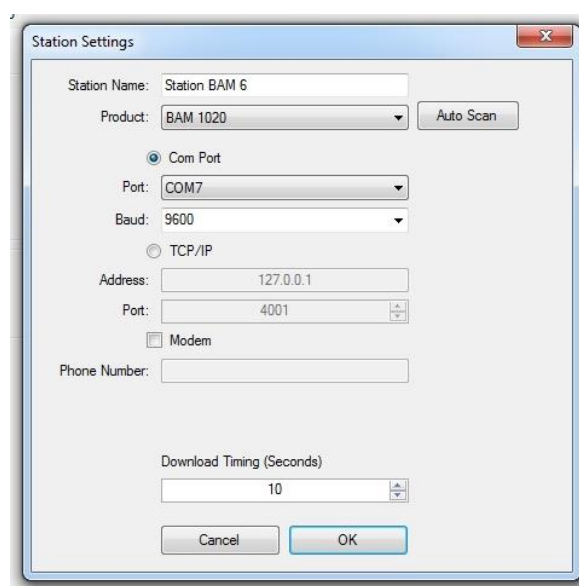 Station Settings
Station Name: Station BAM 6
Product: BAM 1020 Auto Scan
Com Port
Port: COM7
Baud: 9600
TCP/IP
Address: 127.0.0.1
Port: 4001
Modem
Phone Number:
Download Timing (Seconds)
10
Cancel OK